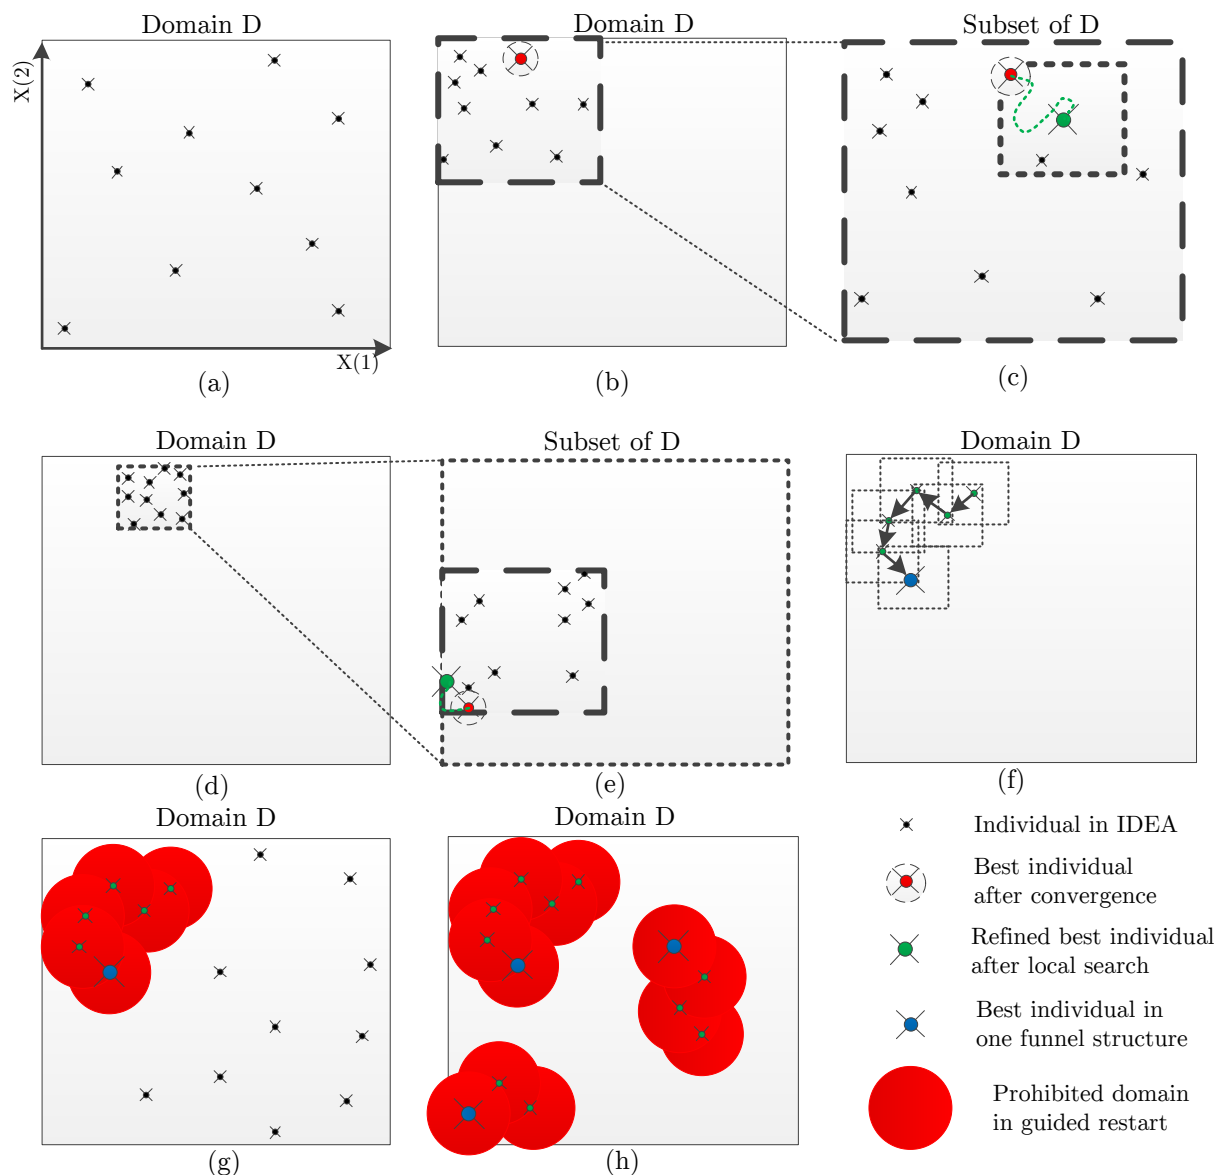 Domain D
Domain D
Subset of D
X(2)
X(1)
(a)
(b)
(c)
Domain D
Subset of D
Domain D
(d)
(e)
(f)
Domain D
Domain D
Individual in IDEA
Best individual
after convergence
Refined best individual
after local search
Best individual in
one funnel structure
Prohibited domain
in guided restart
(g)
(h)